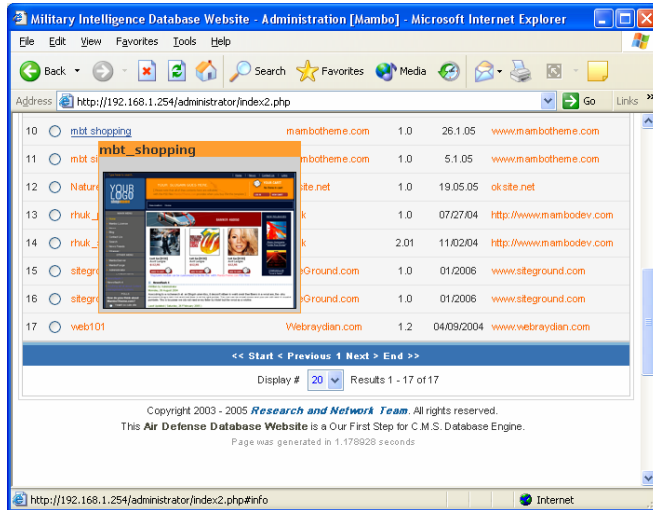 Military Intelligence Database Website - Administration [Mambo] - Microsoft Internet Explorer
File Edit View Favorites Tools Help
Back Search Favorites Media
Address http://192.168.1.254/administrator/index2.php Go Links »
10 mbt shopping mambotheme.com 1.0 26.1.05 www.mambotheme.com
mbt_shopping
11 mbt si mbotheme.com 1.0 5.1.05 www.mambotheme.com
YOUR LOGO
12 Nature site.net 1.0 19.05.05 oksite.net
13 rhuk_ k 1.0 07/27/04 http://www.mambodev.com
14 rhuk_ k 2.01 11/02/04 http://www.mambodev.com
15 sitegro eGround.com 1.0 01/2006 www.siteground.com
16 sitegro eGround.com 1.0 01/2006 www.siteground.com
17 web101 Webraydian.com 1.2 04/09/2004 www.webraydian.com
<< Start < Previous 1 Next > End >>
Display # 20 Results 1 - 17 of 17
Copyright 2003 - 2005 Research and Network Team. All rights reserved.
This Air Defense Database Website is a Our First Step for C.M.S. Database Engine.
Page was generated in 1.178928 seconds
http://192.168.1.254/administrator/index2.php#info Internet